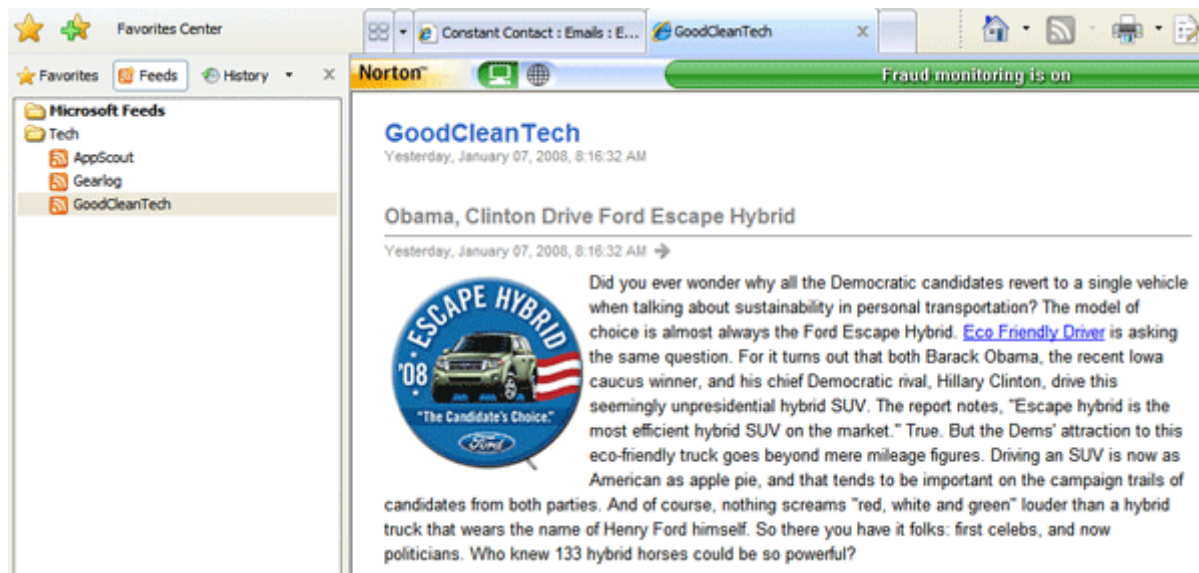 Favorites Center
Constant Contact : Emails : E...
GoodCleanTech
Favorites
Feeds
History
Norton™
Fraud monitoring is on
Microsoft Feeds
Tech
AppScout
Gearlog
GoodCleanTech
GoodCleanTech
Yesterday, January 07, 2008, 8:16:32 AM
Obama, Clinton Drive Ford Escape Hybrid
Yesterday, January 07, 2008, 8:16:32 AM
ESCAPE HYBRID
'08
"The Candidate's Choice."
Ford
Did you ever wonder why all the Democratic candidates revert to a single vehicle
when talking about sustainability in personal transportation? The model of
choice is almost always the Ford Escape Hybrid. Eco Friendly Driver is asking
the same question. For it turns out that both Barack Obama, the recent Iowa
caucus winner, and his chief Democratic rival, Hillary Clinton, drive this
seemingly unpresidential hybrid SUV. The report notes, "Escape hybrid is the
most efficient hybrid SUV on the market." True. But the Dems' attraction to this
eco-friendly truck goes beyond mere mileage figures. Driving an SUV is now as
American as apple pie, and that tends to be important on the campaign trails of
candidates from both parties. And of course, nothing screams "red, white and green" louder than a hybrid
truck that wears the name of Henry Ford himself. So there you have it folks: first celebs, and now
politicians. Who knew 133 hybrid horses could be so powerful?